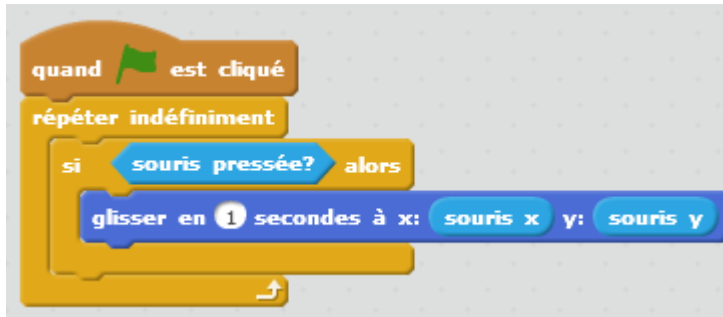 quand est cliqué
répéter indéfiniment
si souris pressée? alors
glisser en 1 secondes à x: souris x y: souris y